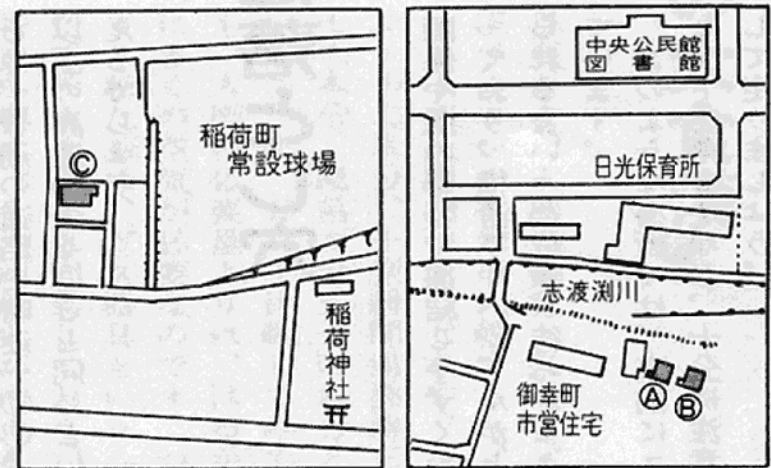 稲荷町
常設球場
Ⓒ
稲荷神社
中央公民館
図書館
日光保育所
志渡渕川
御幸町
市営住宅
Ⓐ
Ⓑ